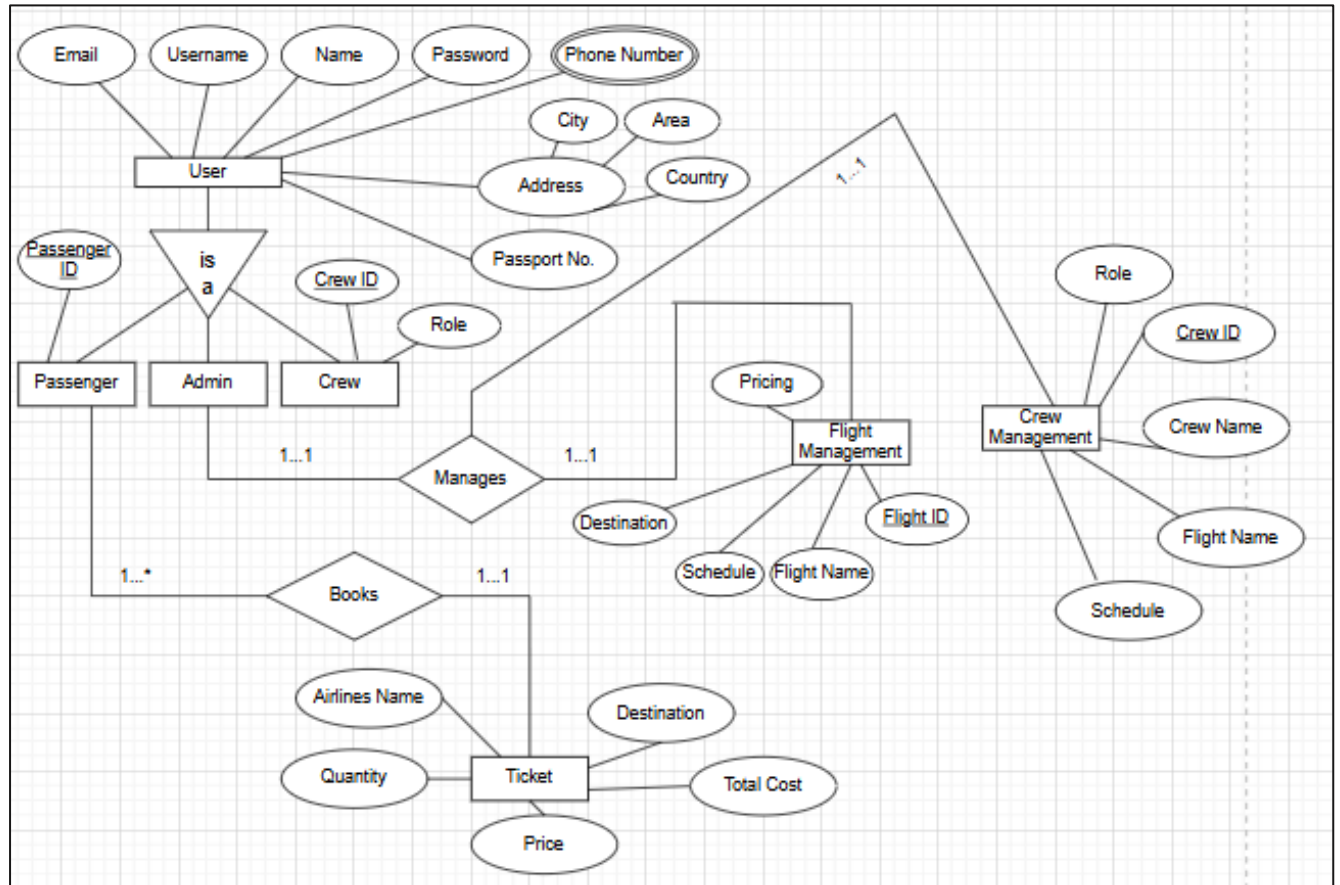 Email
Username
Name
Password
Phone Number
City
Area
User
Address
Country
1...1
Passenger
ID
is
a
Crew ID
Passport No.
Role
Role
Crew ID
Passenger
Admin
Crew
Pricing
Crew
Management
Crew Name
Flight
Management
1...1
Manages
1...1
Destination
Flight ID
Flight Name
Schedule
Flight Name
1...*
Books
1...1
Schedule
Airlines Name
Destination
Quantity
Ticket
Total Cost
Price